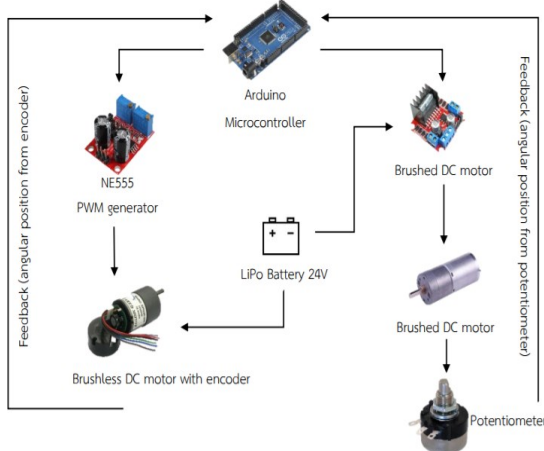 Arduino
Microcontroller
NE555
PWM generator
Brushed DC motor
+ -
LiPo Battery 24V
Brushed DC motor
Brushless DC motor with encoder
Potentiometer
Feedback (angular position from encoder)
Feedback (angular position from potentiometer)